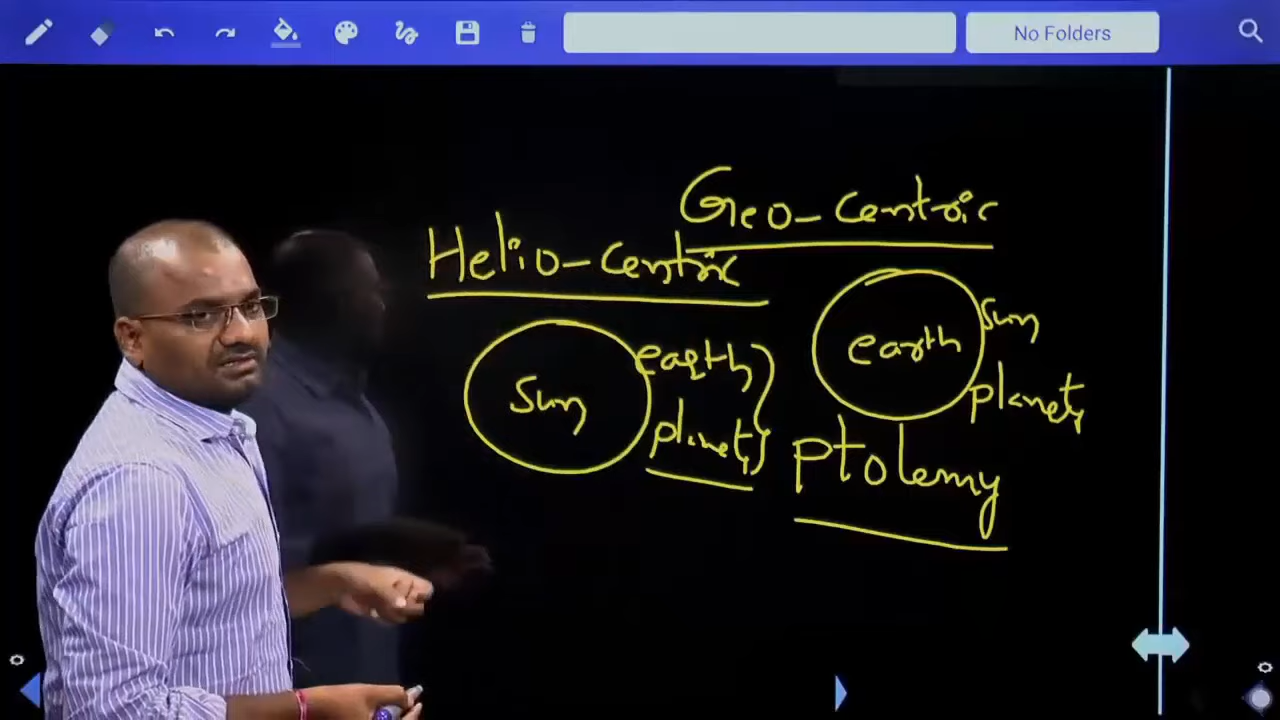 No Folders
Geo-centric
Helio-centric
sun
earth
planets
earth
sun
planets
ptolemy